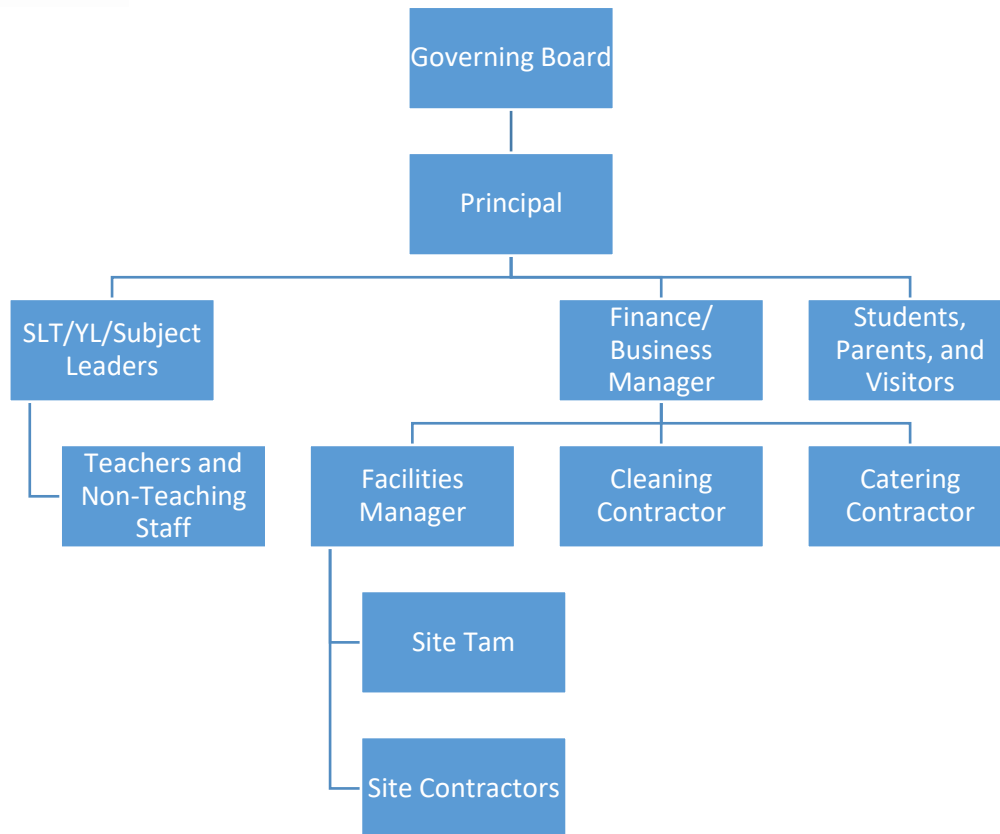 Governing Board
Principal
SLT/YL/Subject
Leaders
Finance/
Business
Manager
Students,
Parents, and
Visitors
Teachers and
Non-Teaching
Staff
Facilities
Manager
Cleaning
Contractor
Catering
Contractor
Site Tam
Site Contractors